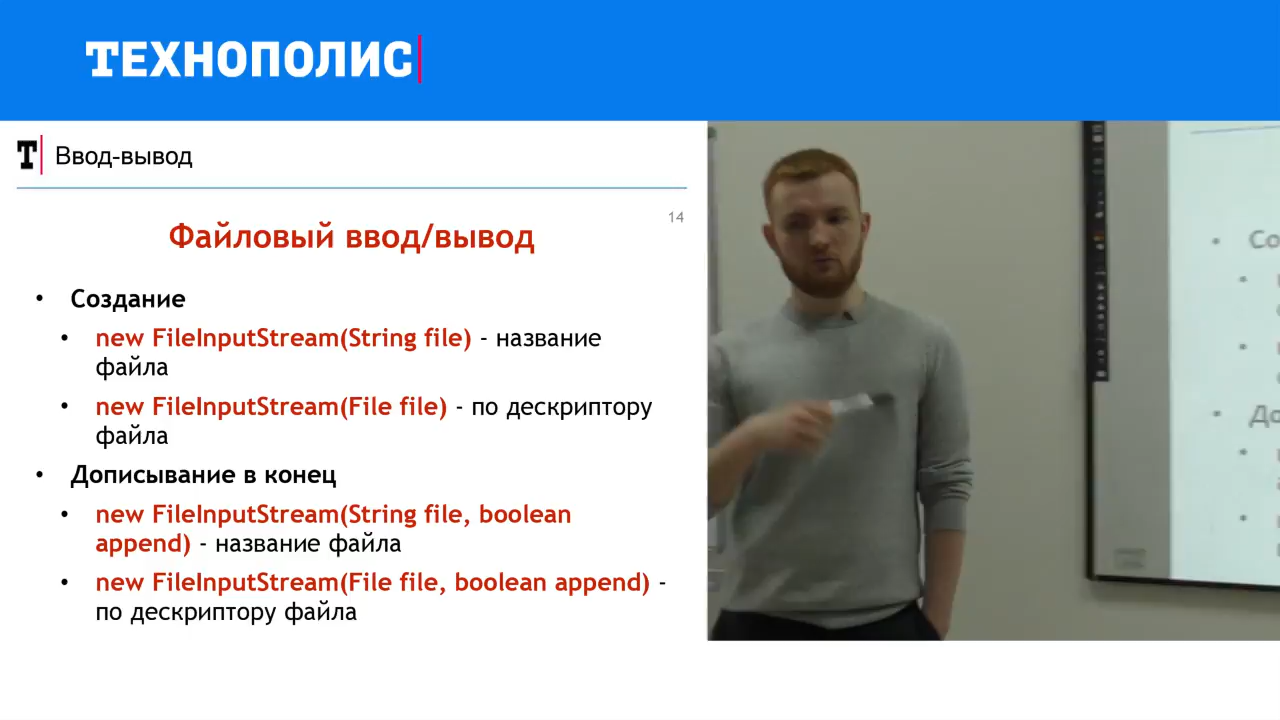 ТЕХНОПОЛИС
Т Ввод-вывод
14
Файловый ввод/вывод
• Создание
• new FileInputStream(String file) - название
файла
• new FileInputStream(File file) - по дескриптору
файла
• Дописывание в конец
• new FileInputStream(String file, boolean
append) - название файла
• new FileInputStream(File file, boolean append) -
по дескриптору файла
• Со
• До